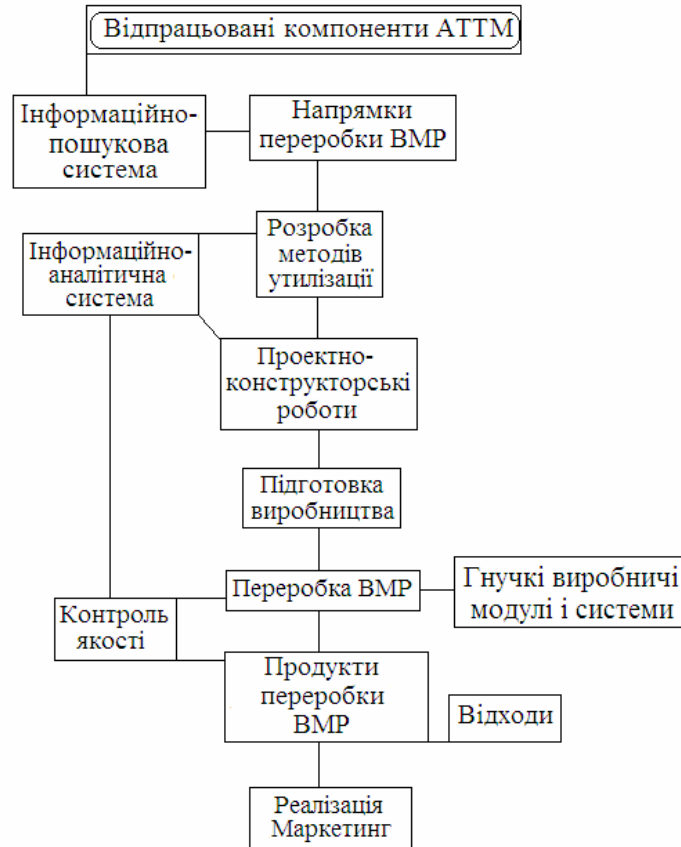 Відпрацьовані компоненти АТТМ
Інформаційно-
пошукова
система
Напрямки
переробки ВМР
Розробка
методів
утилізації
Інформаційно-
аналітична
система
Проектно-
конструкторські
роботи
Підготовка
виробництва
Переробка ВМР
Гнучкі виробничі
модулі і системи
Контроль
якості
Продукти
переробки
ВМР
Відходи
Реалізація
Маркетинг